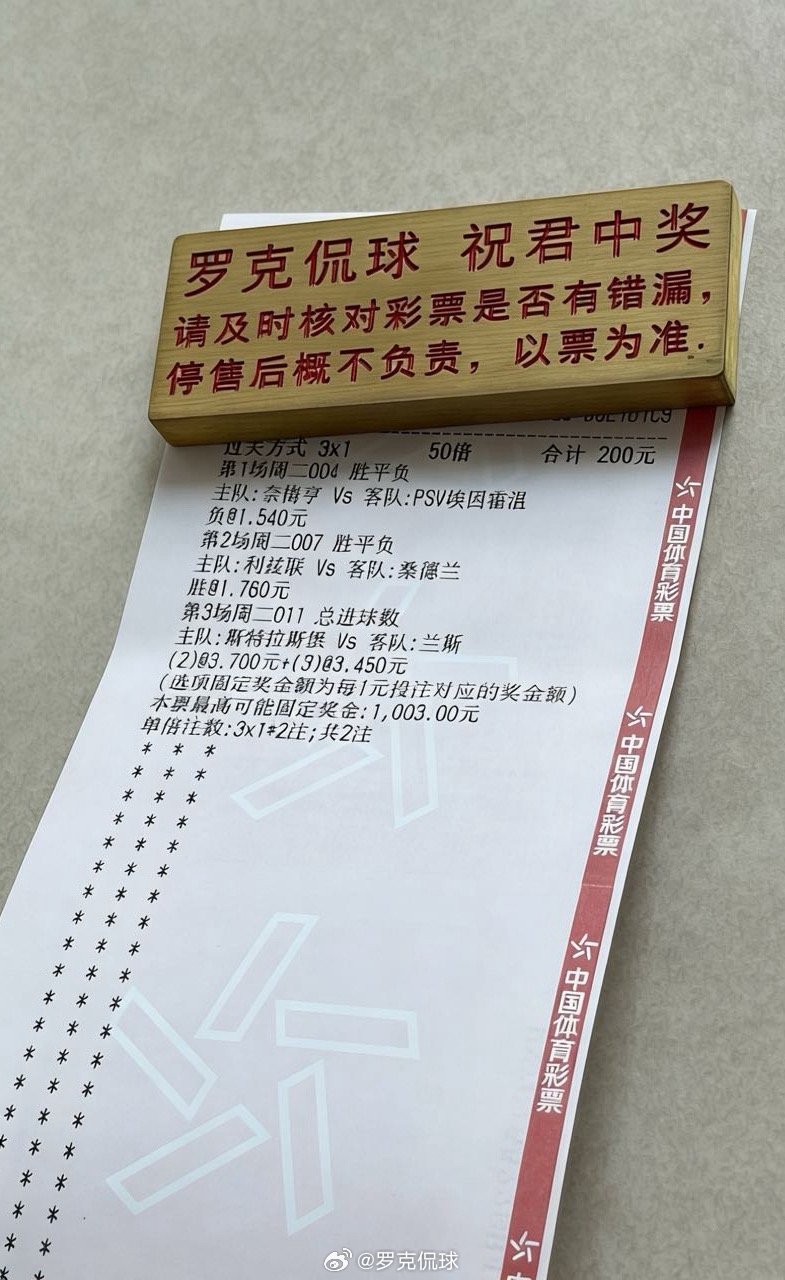 罗克侃球 祝君中奖
请及时核对彩票是否有错漏，
停售后概不负责，以票为准.
过关方式 3x1 50倍 合计 200元
第1场周二004 胜平负
主队:奈梅亨 Vs 客队:PSV埃因霍温
负@1.540元
第2场周二007 胜平负
主队:利兹联 Vs 客队:桑德兰
胜@1.760元
第3场周二011 总进球数
主队:斯特拉斯堡 Vs 客队:兰斯
(2)@3.700元+(3)@3.450元
(选项固定奖金额为每1元投注对应的奖金额)
本票最高可能固定奖金:1,003.00元
单倍注数:3x1*2注;共2注
中国体育彩票
中国体育彩票
中国体育彩票
@罗克侃球